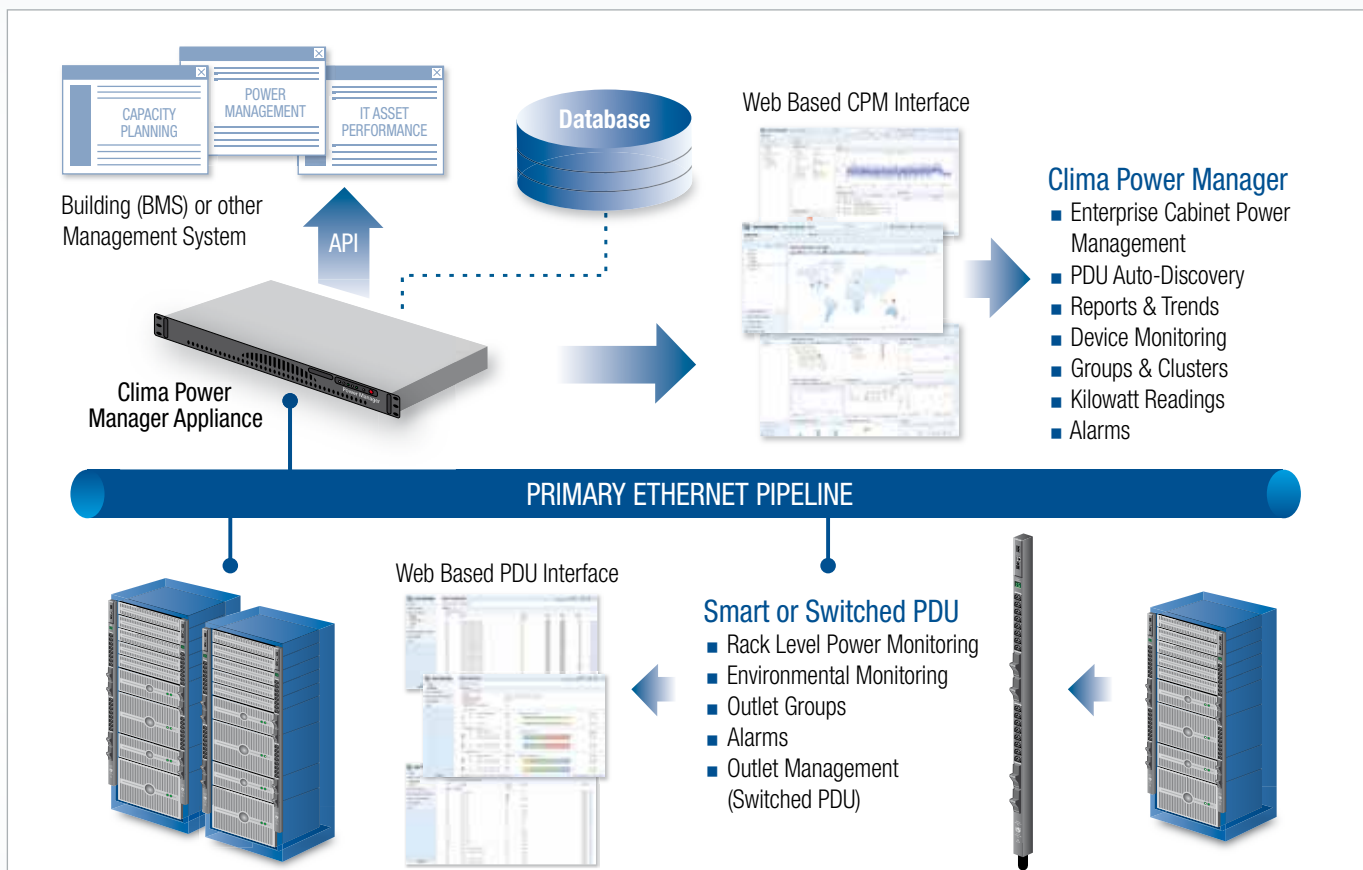 CAPACITY
PLANNING
POWER
MANAGEMENT
IT ASSET
PERFORMANCE
Building (BMS) or other
Management System
API
Database
Web Based CPM Interface
Clima Power Manager
Enterprise Cabinet Power
Management
PDU Auto-Discovery
Reports & Trends
Device Monitoring
Groups & Clusters
Kilowatt Readings
Alarms
Power Manager
Clima Power
Manager Appliance
PRIMARY ETHERNET PIPELINE
Web Based PDU Interface
Smart or Switched PDU
Rack Level Power Monitoring
Environmental Monitoring
Outlet Groups
Alarms
Outlet Management
(Switched PDU)